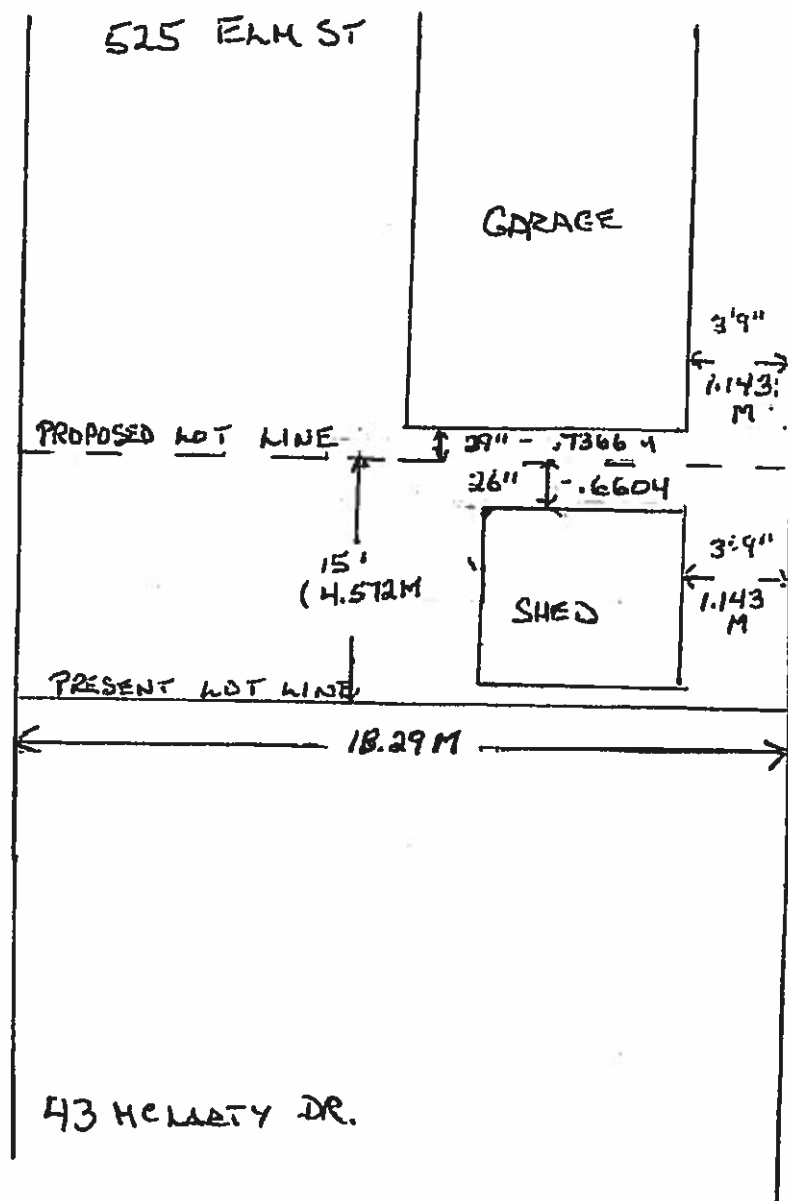 525 ELM ST
GARAGE
3'9"
1.143
M
PROPOSED LOT LINE
29" - .7366 M
26" - .6604
15'
(4.572M
SHED
3'9"
1.143
M
PRESENT LOT LINE
18.29 M
43 MCLARTY DR.